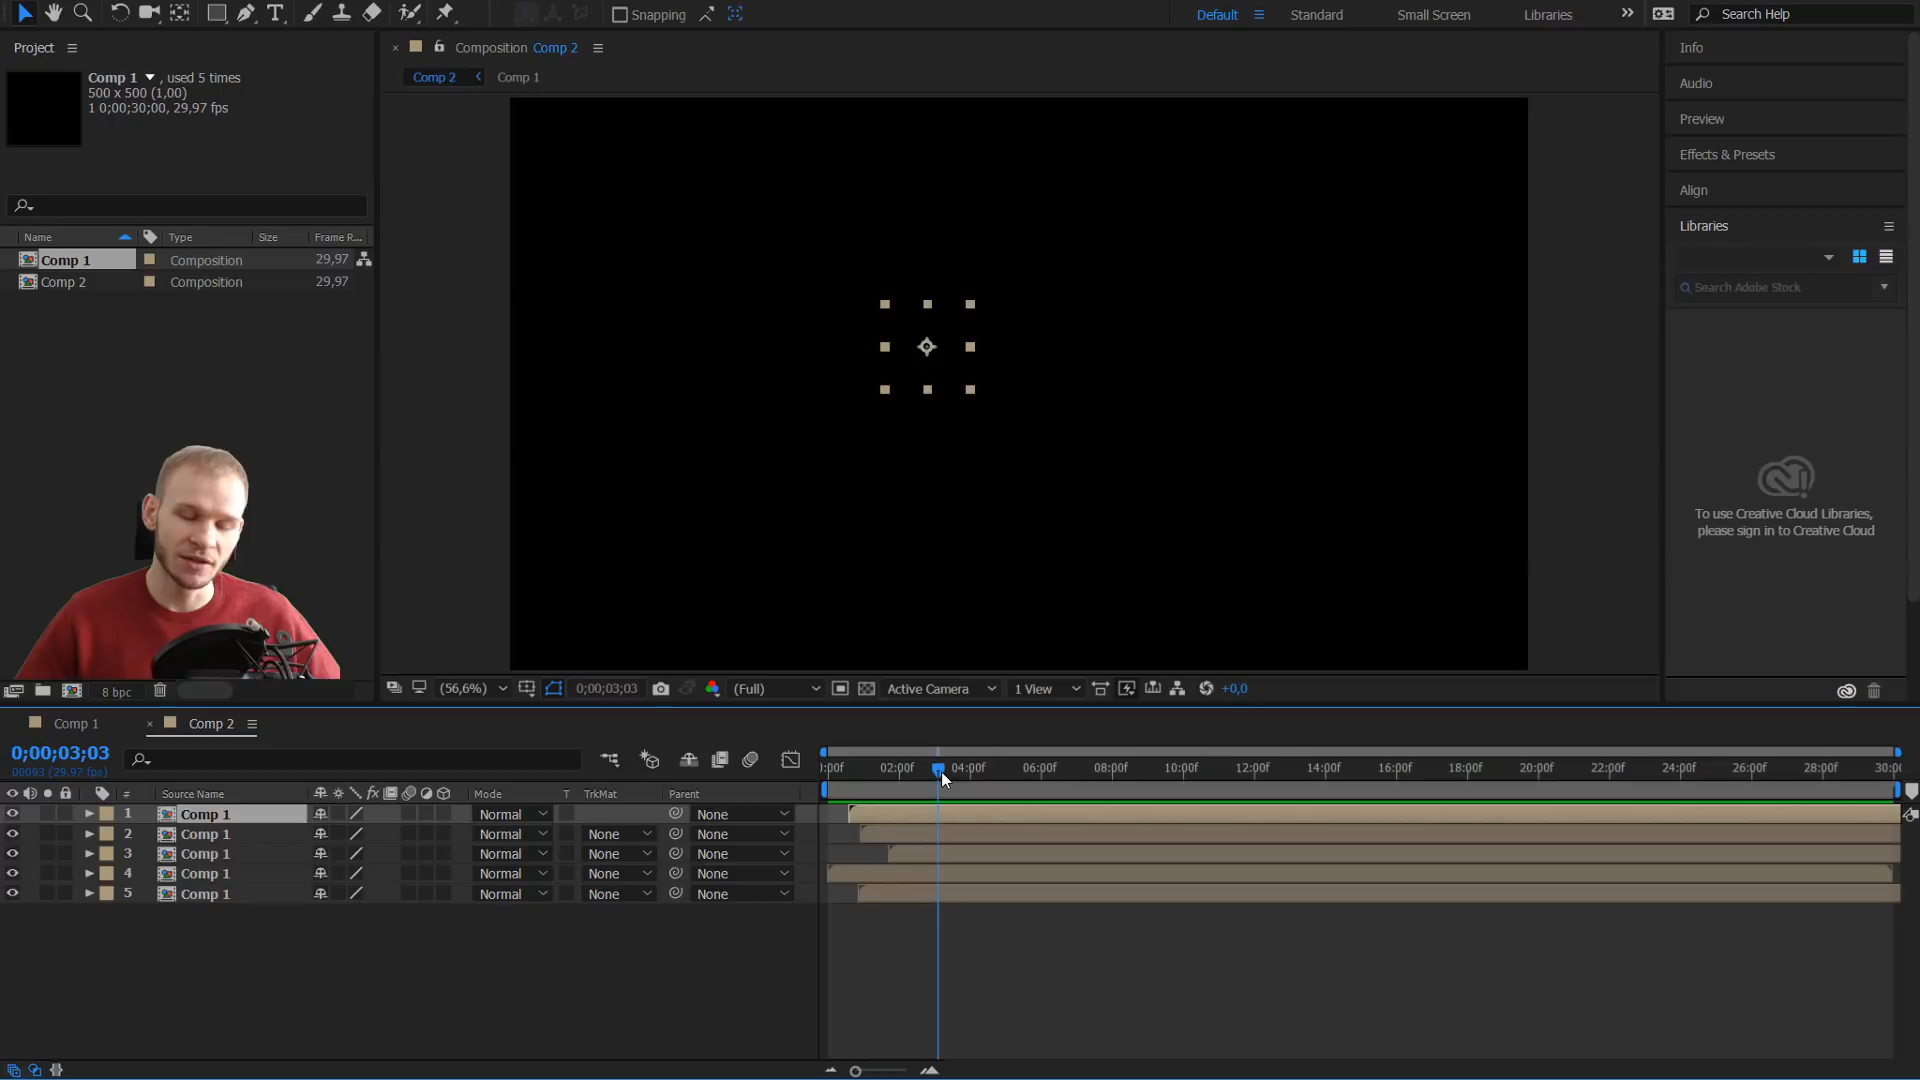 Snapping
Default
Standard
Small Screen
Libraries
Search Help
Project
Comp 1 , used 5 times
500 x 500 (1,00)
1 0;00;30;00, 29,97 fps
Name
Type
Size
Frame R...
Comp 1
Composition
29,97
Comp 2
Composition
29,97
8 bpc
Composition Comp 2
Comp 2
Comp 1
(56,6%)
0;00;03;03
(Full)
Active Camera
1 View
+0,0
Info
Audio
Preview
Effects & Presets
Align
Libraries
Search Adobe Stock
To use Creative Cloud Libraries,
please sign in to Creative Cloud
Comp 1
Comp 2
0;00;03;03
00093 (29.97 fps)
# Source Name
Mode
T TrkMat
Parent
1 Comp 1 Normal None
2 Comp 1 Normal None None
3 Comp 1 Normal None None
4 Comp 1 Normal None None
5 Comp 1 Normal None None
):00f 02:00f 04:00f 06:00f 08:00f 10:00f 12:00f 14:00f 16:00f 18:00f 20:00f 22:00f 24:00f 26:00f 28:00f 30:00